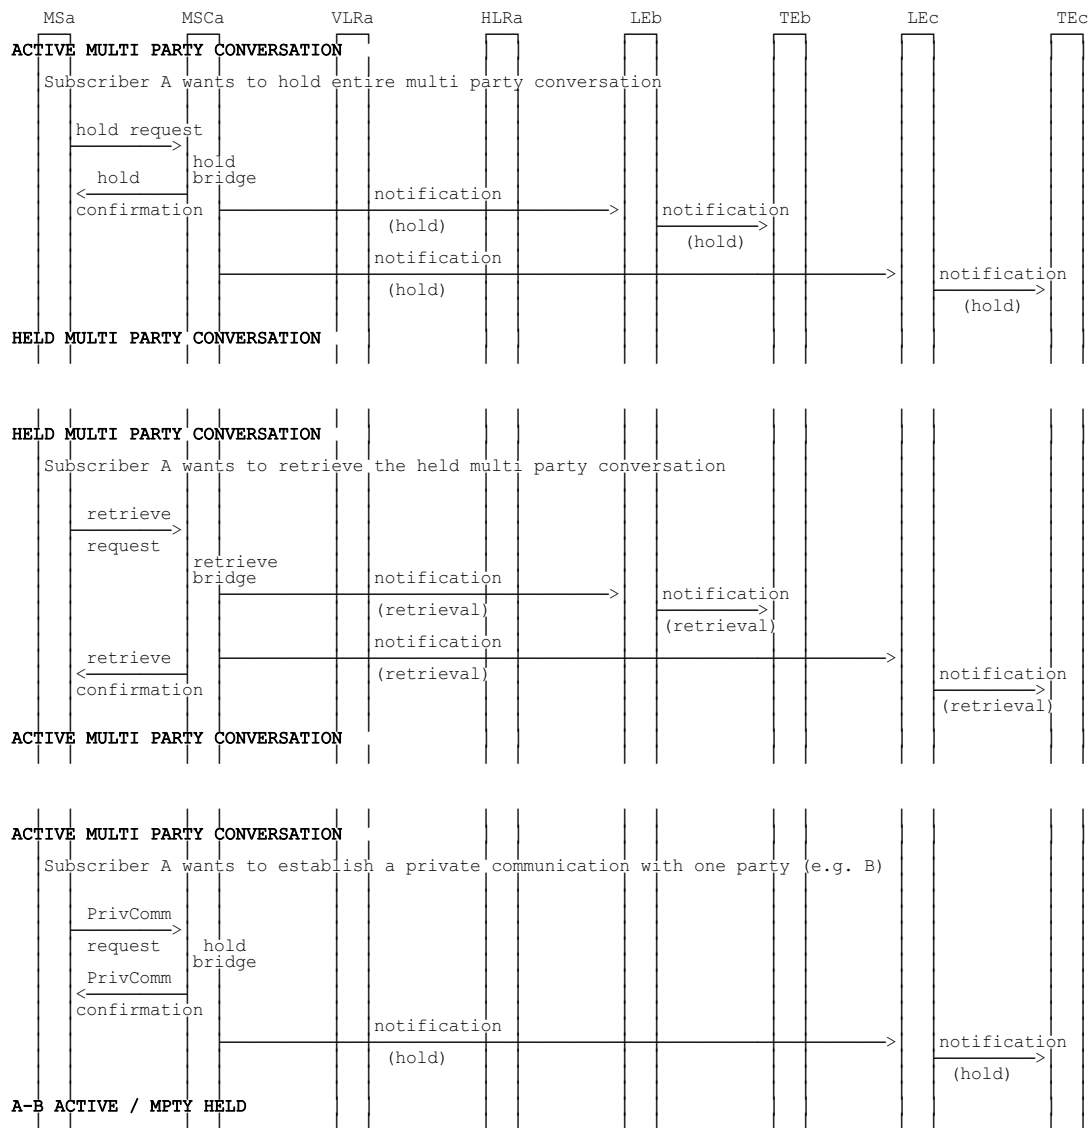 MSa MSCa VLRa HLRa LEb TEb LEc TEc
ACTIVE MULTI PARTY CONVERSATION
Subscriber A wants to hold entire multi party conversation
hold request
hold
bridge
hold
confirmation
notification
(hold)
notification
(hold)
notification
(hold)
notification
(hold)
HELD MULTI PARTY CONVERSATION
HELD MULTI PARTY CONVERSATION
Subscriber A wants to retrieve the held multi party conversation
retrieve
request
retrieve
bridge
notification
(retrieval)
notification
(retrieval)
notification
(retrieval)
retrieve
confirmation
notification
(retrieval)
ACTIVE MULTI PARTY CONVERSATION
ACTIVE MULTI PARTY CONVERSATION
Subscriber A wants to establish a private communication with one party (e.g. B)
PrivComm
request
hold
bridge
PrivComm
confirmation
notification
(hold)
notification
(hold)
A-B ACTIVE / MPTY HELD